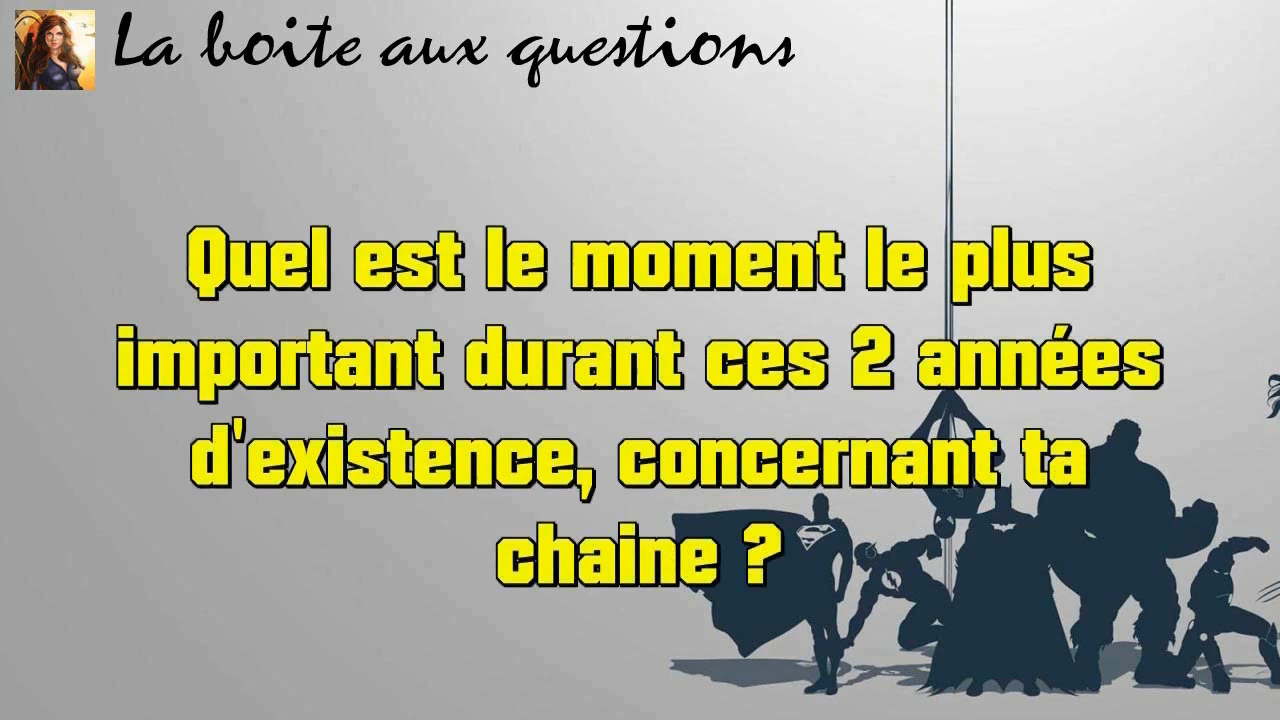 La boite aux questions
Quel est le moment le plus
important durant ces 2 années
d'existence, concernant ta
chaine ?